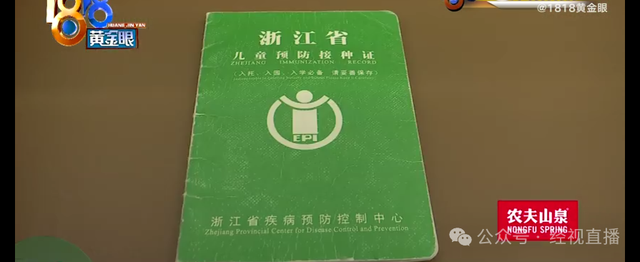 1818
HUANG JIN YAN
黄金眼
@1818黄金眼
浙江省
儿童预防接种证
ZHEJIANG IMMUNIZATION RECORD
(入托、入园、入学必备 请妥善保存)
EPI
浙江省疾病预防控制中心
Zhejiang Provincial Center for Disease Control and Prevention
农夫山泉
NONGFU SPRING
公众号·经视直播